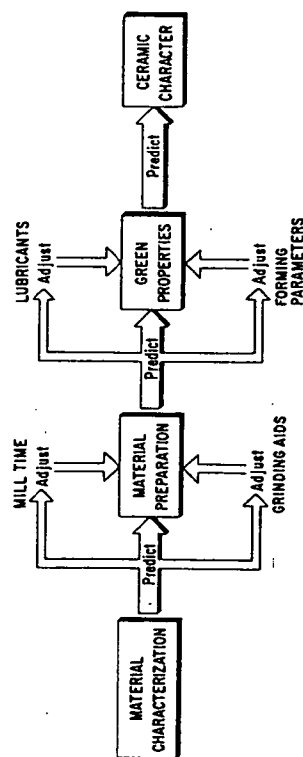 MATERIAL
CHARACTERIZATION
Predict
MILL TIME
Adjust
MATERIAL
PREPARATION
Adjust
GRINDING AIDS
Predict
LUBRICANTS
Adjust
GREEN
PROPERTIES
Adjust
FORMING
PARAMETERS
Predict
CERAMIC
CHARACTER